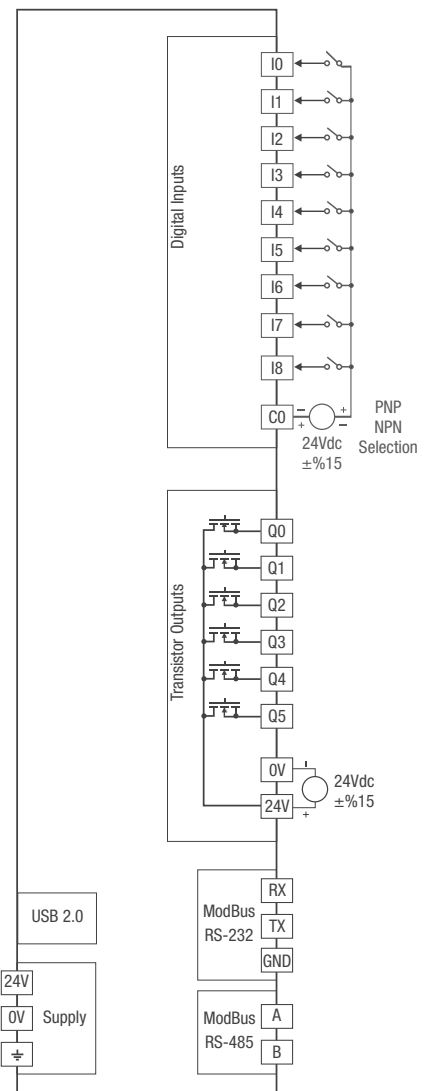 Digital Inputs
I0
I1
I2
I3
I4
I5
I6
I7
I8
C0
− +
+ −
24Vdc
±%15
PNP
NPN
Selection
Transistor Outputs
Q0
Q1
Q2
Q3
Q4
Q5
0V
−
24V
+
24Vdc
±%15
USB 2.0
ModBus
RS-232
RX
TX
GND
24V
0V
Supply
ModBus
RS-485
A
B